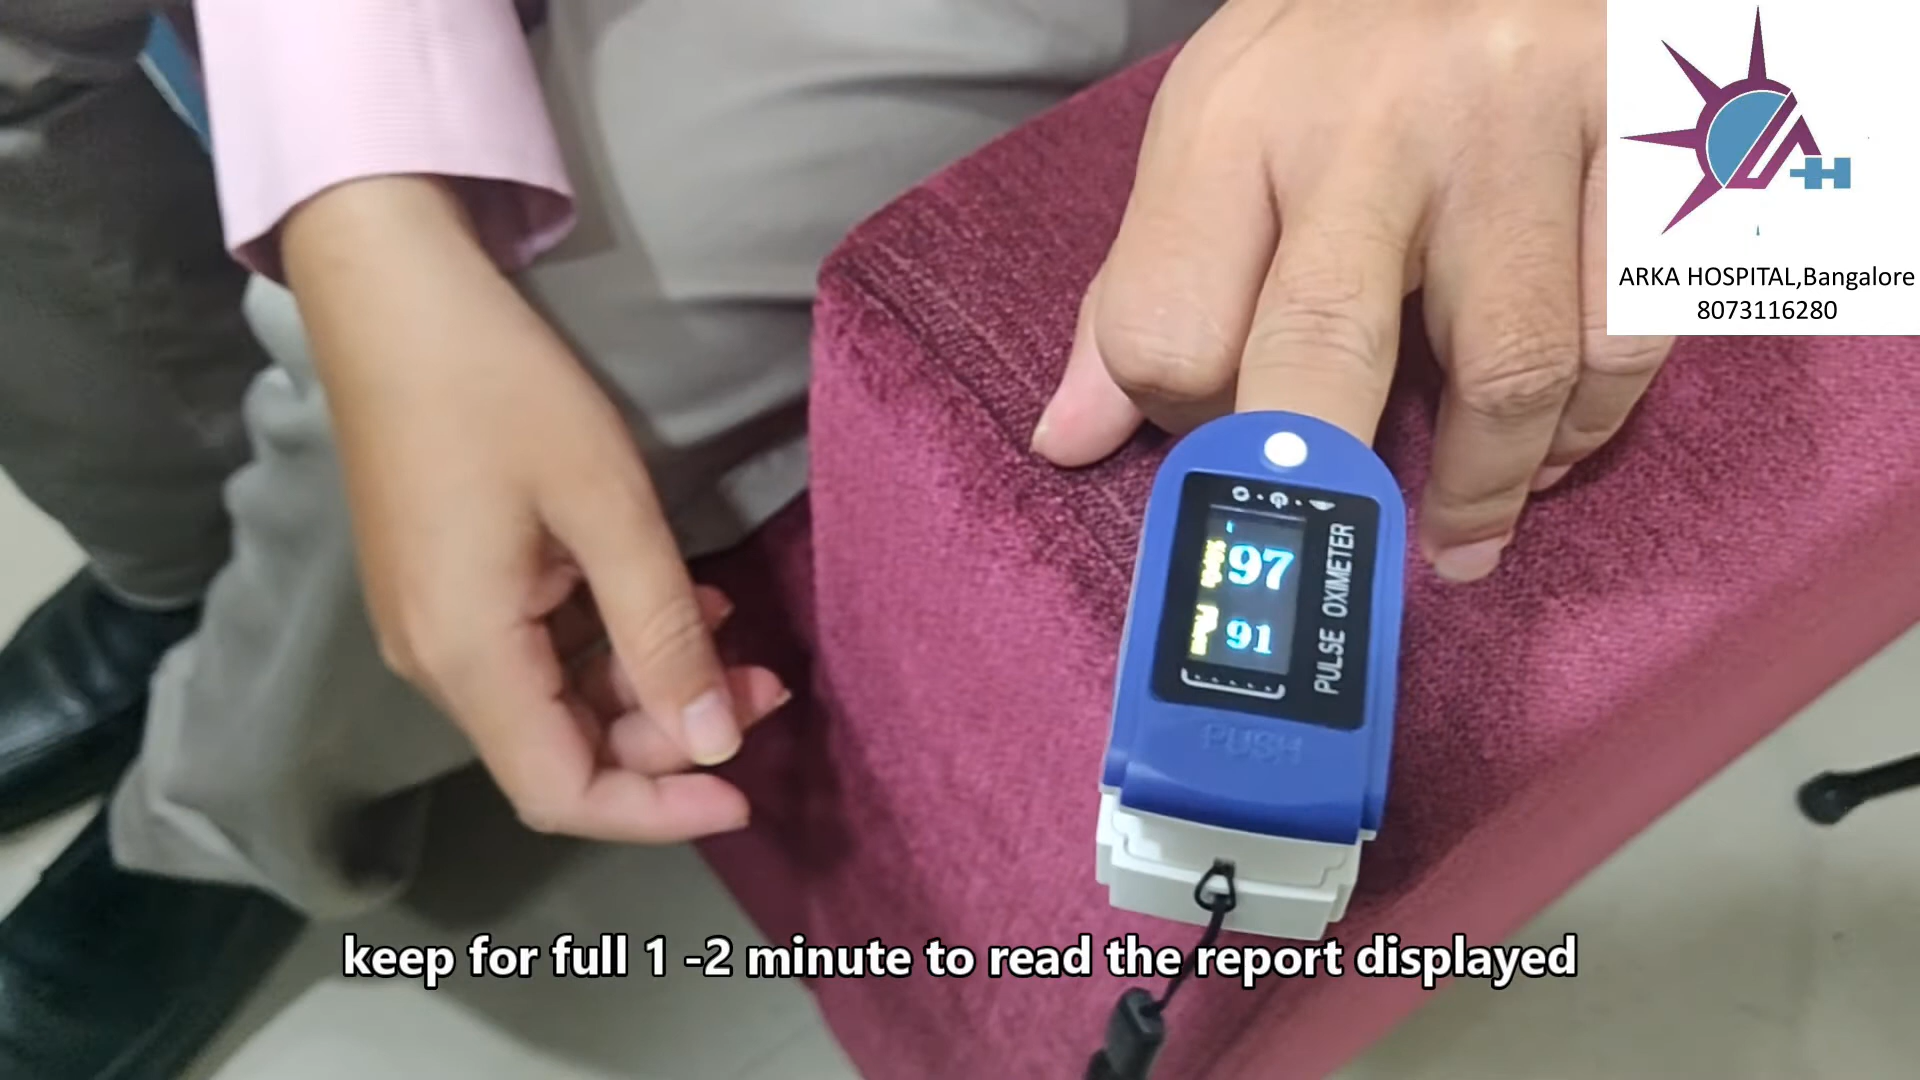 ARKA HOSPITAL,Bangalore
8073116280
97
91
PULSE OXIMETER
PUSH
keep for full 1 -2 minute to read the report displayed